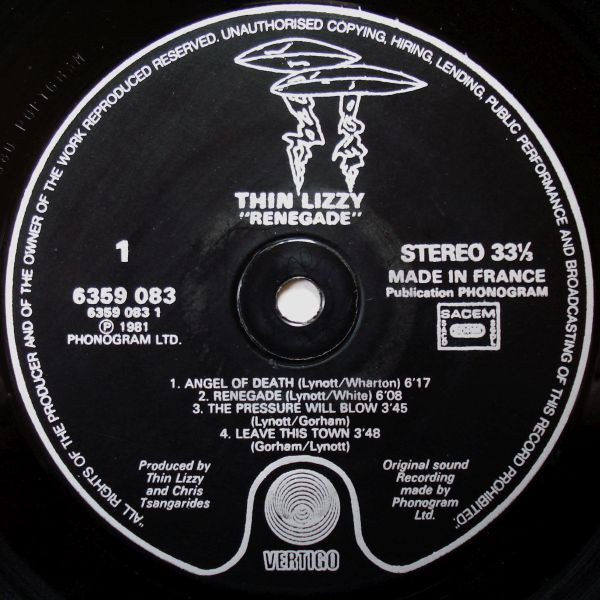 "ALL RIGHTS OF THE PRODUCER AND OF THE OWNER OF THE WORK REPRODUCED RESERVED. UNAUTHORISED COPYING, HIRING, LENDING, PUBLIC PERFORMANCE AND BROADCASTING OF THIS RECORD PROHIBITED."
THIN LIZZY
"RENEGADE"
1
6359 083
6359 083 1
℗ 1981
PHONOGRAM LTD.
STEREO 33⅓
MADE IN FRANCE
Publication PHONOGRAM
SACEM
1. ANGEL OF DEATH (Lynott/Wharton) 6'17
2. RENEGADE (Lynott/White) 6'08
3. THE PRESSURE WILL BLOW 3'45
(Lynott/Gorham)
4. LEAVE THIS TOWN 3'48
(Gorham/Lynott)
Produced by
Thin Lizzy
and Chris
Tsangarides
Original sound
Recording
made by
Phonogram
Ltd.
VERTIGO